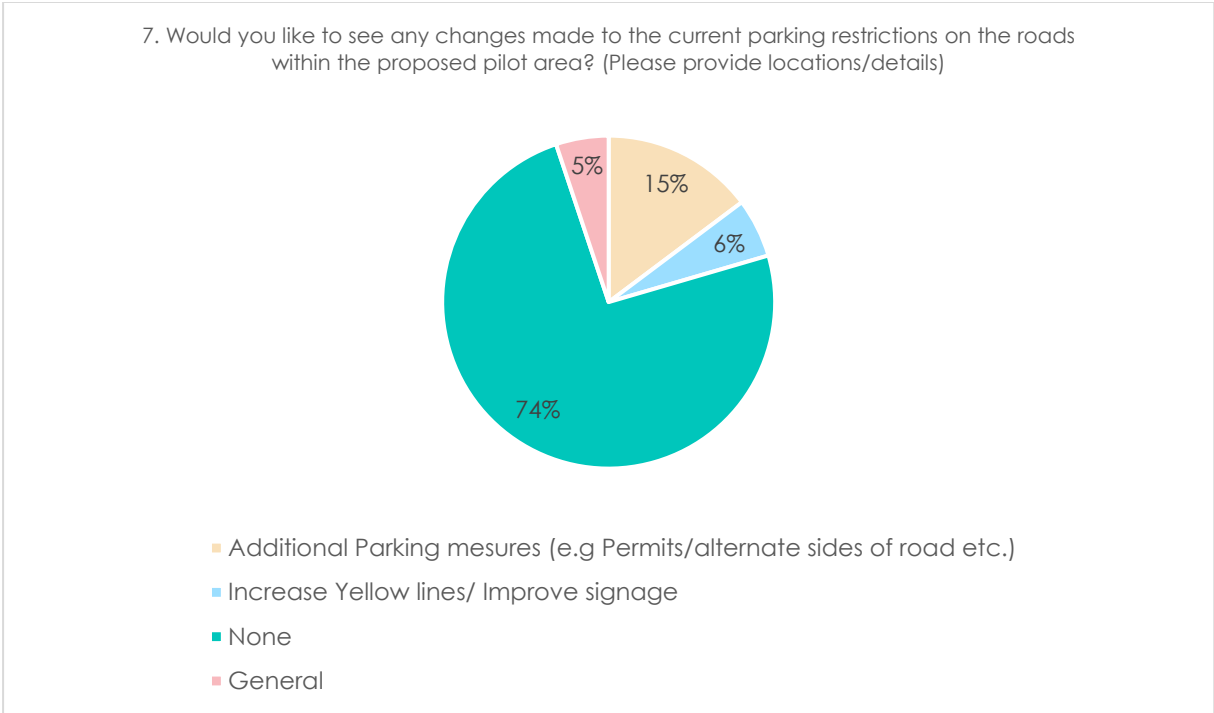 7. Would you like to see any changes made to the current parking restrictions on the roads
within the proposed pilot area? (Please provide locations/details)
5%
15%
6%
74%
Additional Parking mesures (e.g Permits/alternate sides of road etc.)
Increase Yellow lines/ Improve signage
None
General